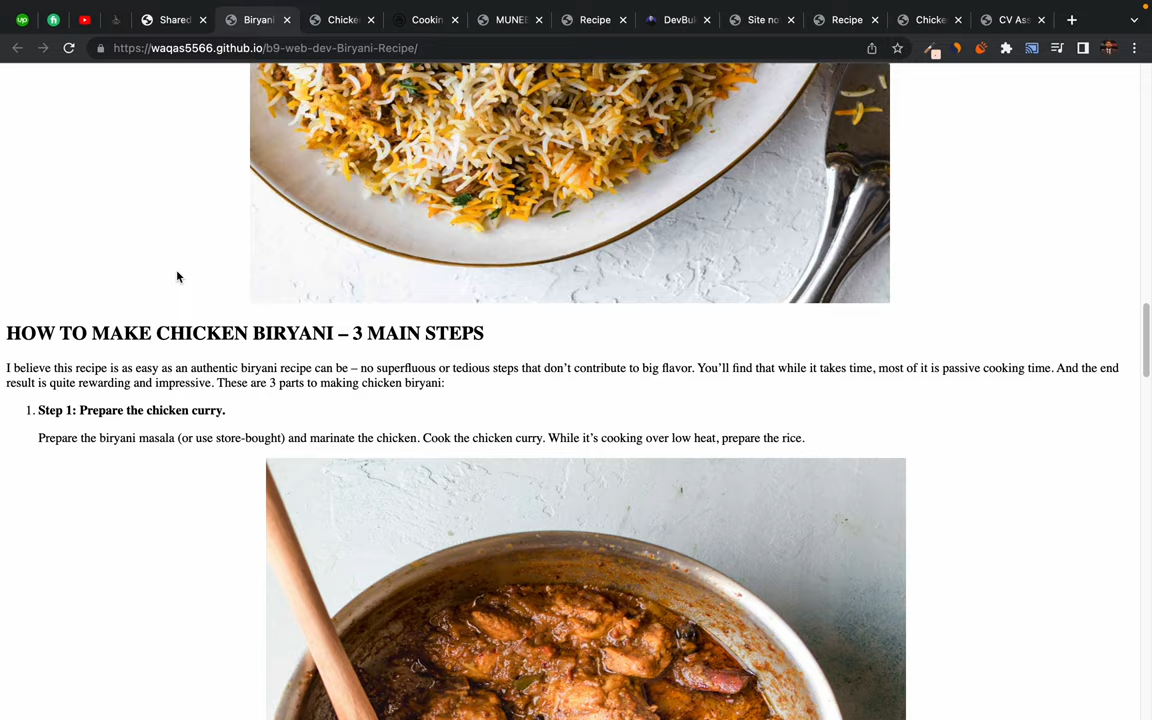 up
fi
Shared
Biryani
Chicke
Cookin
MUNEE
Recipe
DevBul
Site no
Recipe
Chicke
CV Ass
https://waqas5566.github.io/b9-web-dev-Biryani-Recipe/
HOW TO MAKE CHICKEN BIRYANI – 3 MAIN STEPS
I believe this recipe is as easy as an authentic biryani recipe can be – no superfluous or tedious steps that don’t contribute to big flavor. You’ll find that while it takes time, most of it is passive cooking time. And the end
result is quite rewarding and impressive. These are 3 parts to making chicken biryani:
1. Step 1: Prepare the chicken curry.
Prepare the biryani masala (or use store-bought) and marinate the chicken. Cook the chicken curry. While it’s cooking over low heat, prepare the rice.